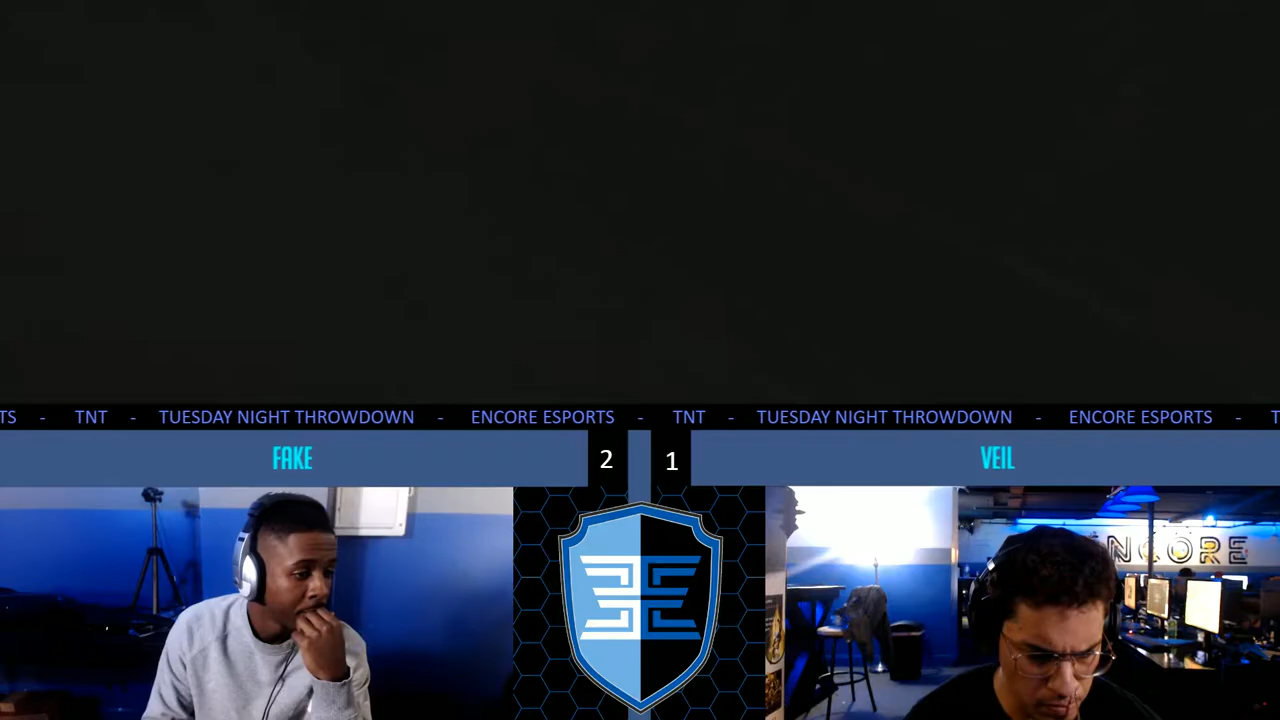 TS - TNT - TUESDAY NIGHT THROWDOWN - ENCORE ESPORTS - TNT - TUESDAY NIGHT THROWDOWN - ENCORE ESPORTS - T
FAKE 2 1 VEIL
NCORE